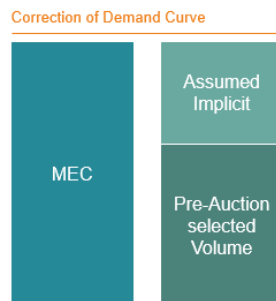 Correction of Demand Curve
MEC
Assumed
Implicit
Pre-Auction
selected
Volume